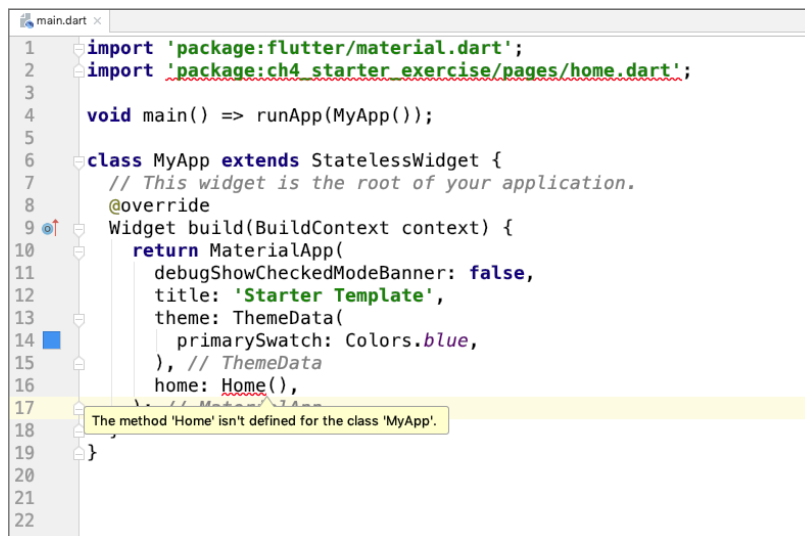 main.dart ×
1 import 'package:flutter/material.dart';
2 import 'package:ch4_starter_exercise/pages/home.dart';
3
4 void main() => runApp(MyApp());
5
6 class MyApp extends StatelessWidget {
7 // This widget is the root of your application.
8 @override
9 Widget build(BuildContext context) {
10 return MaterialApp(
11 debugShowCheckedModeBanner: false,
12 title: 'Starter Template',
13 theme: ThemeData(
14 primarySwatch: Colors.blue,
15 ), // ThemeData
16 home: Home(),
17 ); // MaterialApp
The method 'Home' isn't defined for the class 'MyApp'.
18 }
19 }
20
21
22